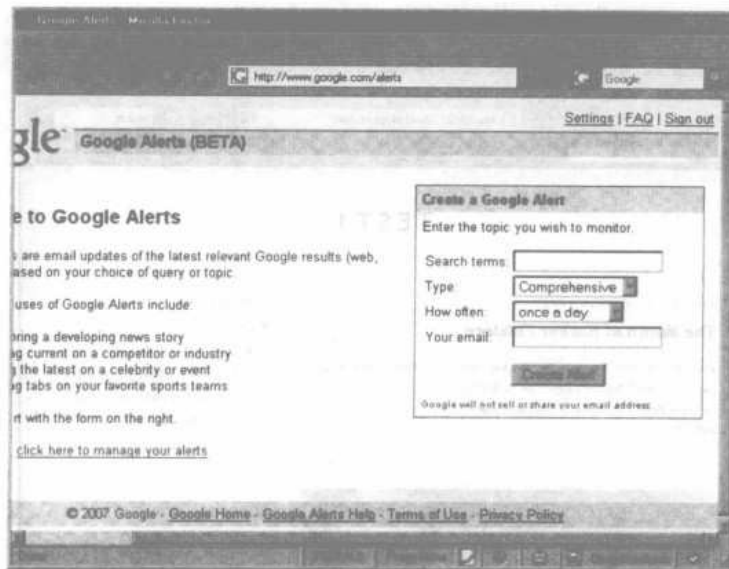 Google Alerts - Mozilla Firefox
http://www.google.com/alerts
Google
Settings | FAQ | Sign out
gle Google Alerts (BETA)
e to Google Alerts
s are email updates of the latest relevant Google results (web,
ased on your choice of query or topic.
uses of Google Alerts include:
oring a developing news story
g current on a competitor or industry
g the latest on a celebrity or event
g tabs on your favorite sports teams
rt with the form on the right.
click here to manage your alerts
Create a Google Alert
Enter the topic you wish to monitor.
Search terms:
Type: Comprehensive
How often: once a day
Your email:
Create Alert
Google will not sell or share your email address.
© 2007 Google - Google Home - Google Alerts Help - Terms of Use - Privacy Policy